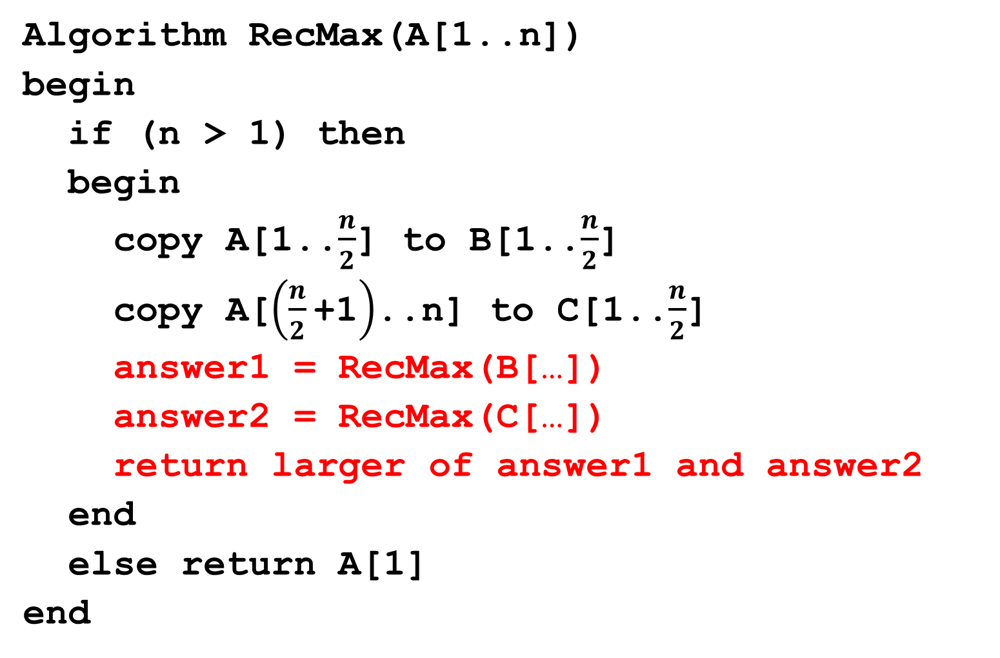 Algorithm RecMax(A[1..n])
begin
if (n > 1) then
begin
copy A[1..n/2] to B[1..n/2]
copy A[(n/2+1)..n] to C[1..n/2]
answer1 = RecMax(B[…])
answer2 = RecMax(C[…])
return larger of answer1 and answer2
end
else return A[1]
end